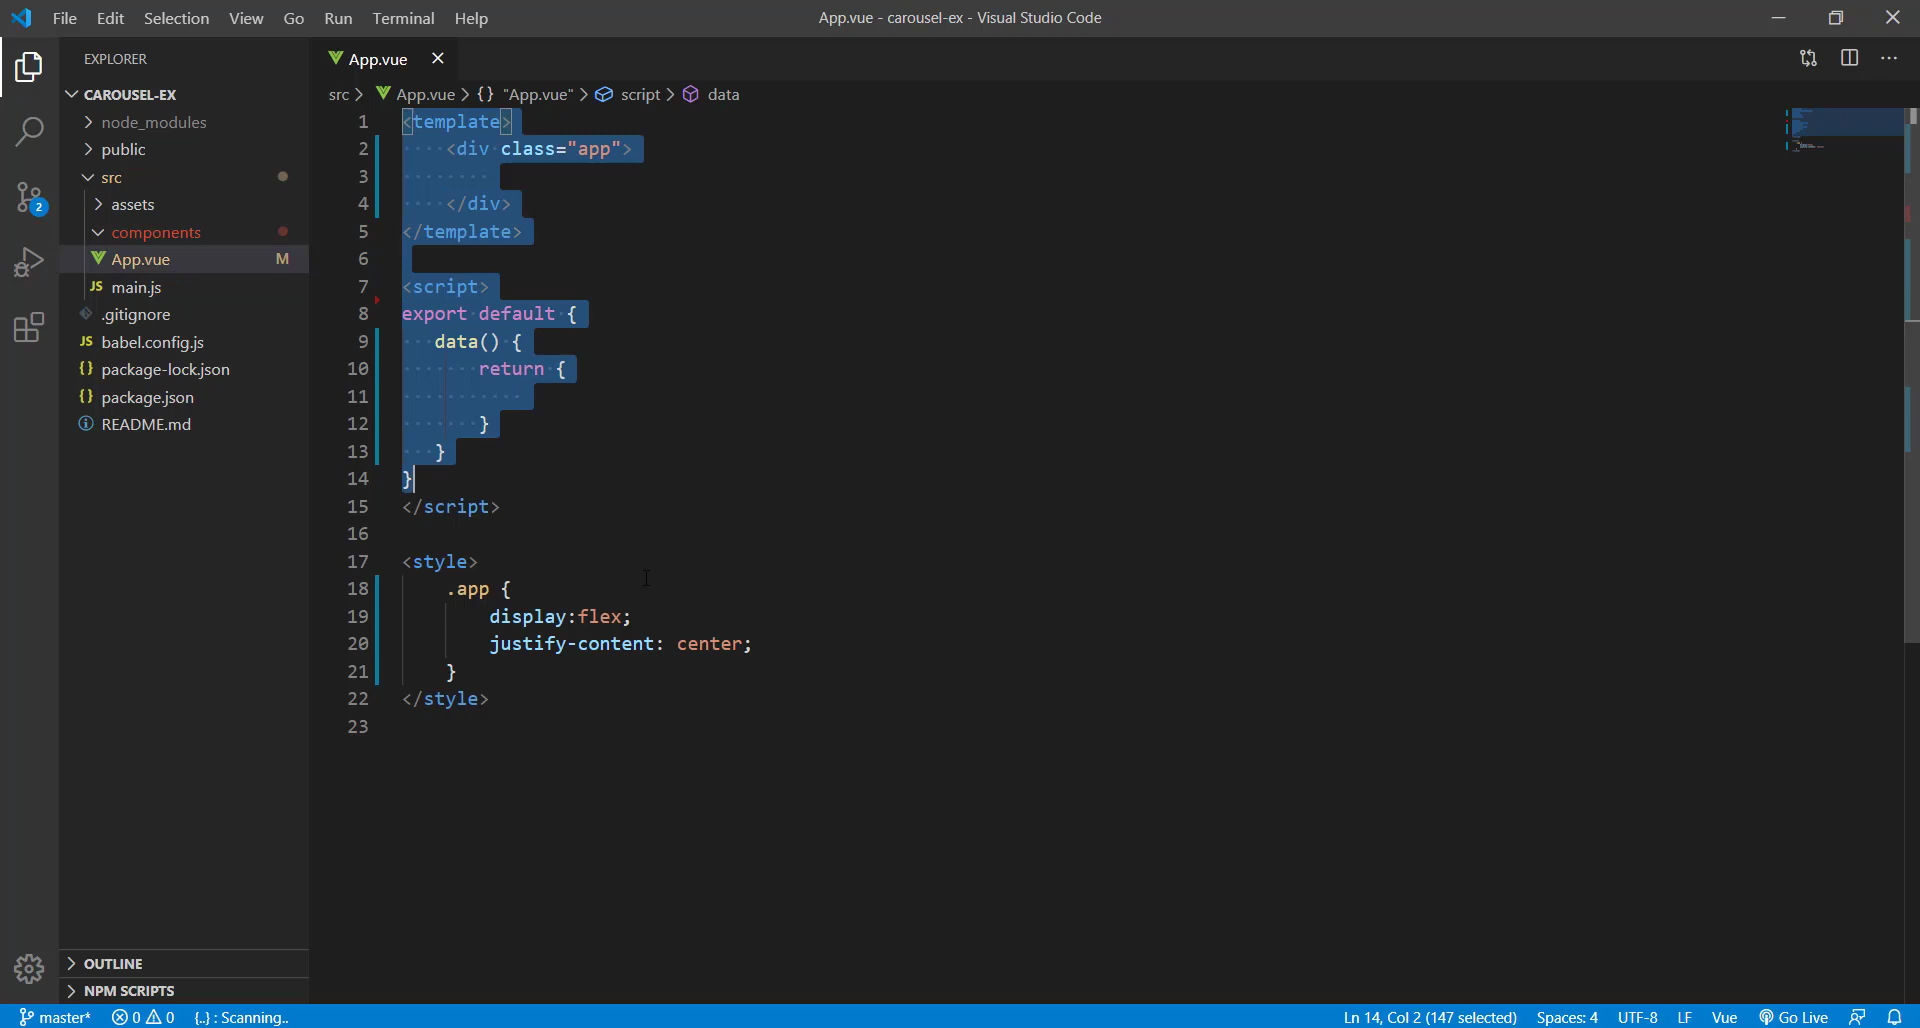 File Edit Selection View Go Run Terminal Help
App.vue - carousel-ex - Visual Studio Code
EXPLORER
CAROUSEL-EX
node_modules
public
src
assets
components
App.vue M
main.js
.gitignore
babel.config.js
package-lock.json
package.json
README.md
OUTLINE
NPM SCRIPTS
2
App.vue
src > App.vue > {} "App.vue" > script > data
1 <template>
2 <div class="app">
3
4 </div>
5 </template>
6
7 <script>
8 export default {
9 data() {
10 return {
11
12 }
13 }
14 }
15 </script>
16
17 <style>
18 .app {
19 display:flex;
20 justify-content: center;
21 }
22 </style>
23
master* 0 0 {..} : Scanning.. Ln 14, Col 2 (147 selected) Spaces: 4 UTF-8 LF Vue Go Live